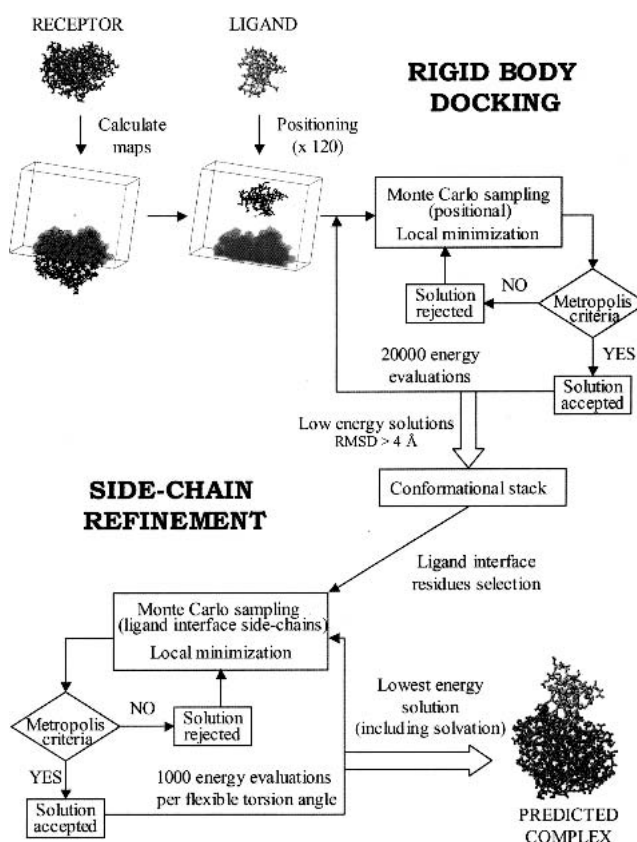 RECEPTOR
LIGAND
RIGID BODY
DOCKING
Calculate
maps
Positioning
(x 120)
Monte Carlo sampling
(positional)
Local minimization
NO
Solution
rejected
Metropolis
criteria
YES
20000 energy
evaluations
Solution
accepted
Low energy solutions
RMSD > 4 Å
Conformational stack
SIDE-CHAIN
REFINEMENT
Ligand interface
residues selection
Monte Carlo sampling
(ligand interface side-chains)
Local minimization
Metropolis
criteria
NO
Solution
rejected
YES
1000 energy evaluations
per flexible torsion angle
Solution
accepted
Lowest energy
solution
(including solvation)
PREDICTED
COMPLEX